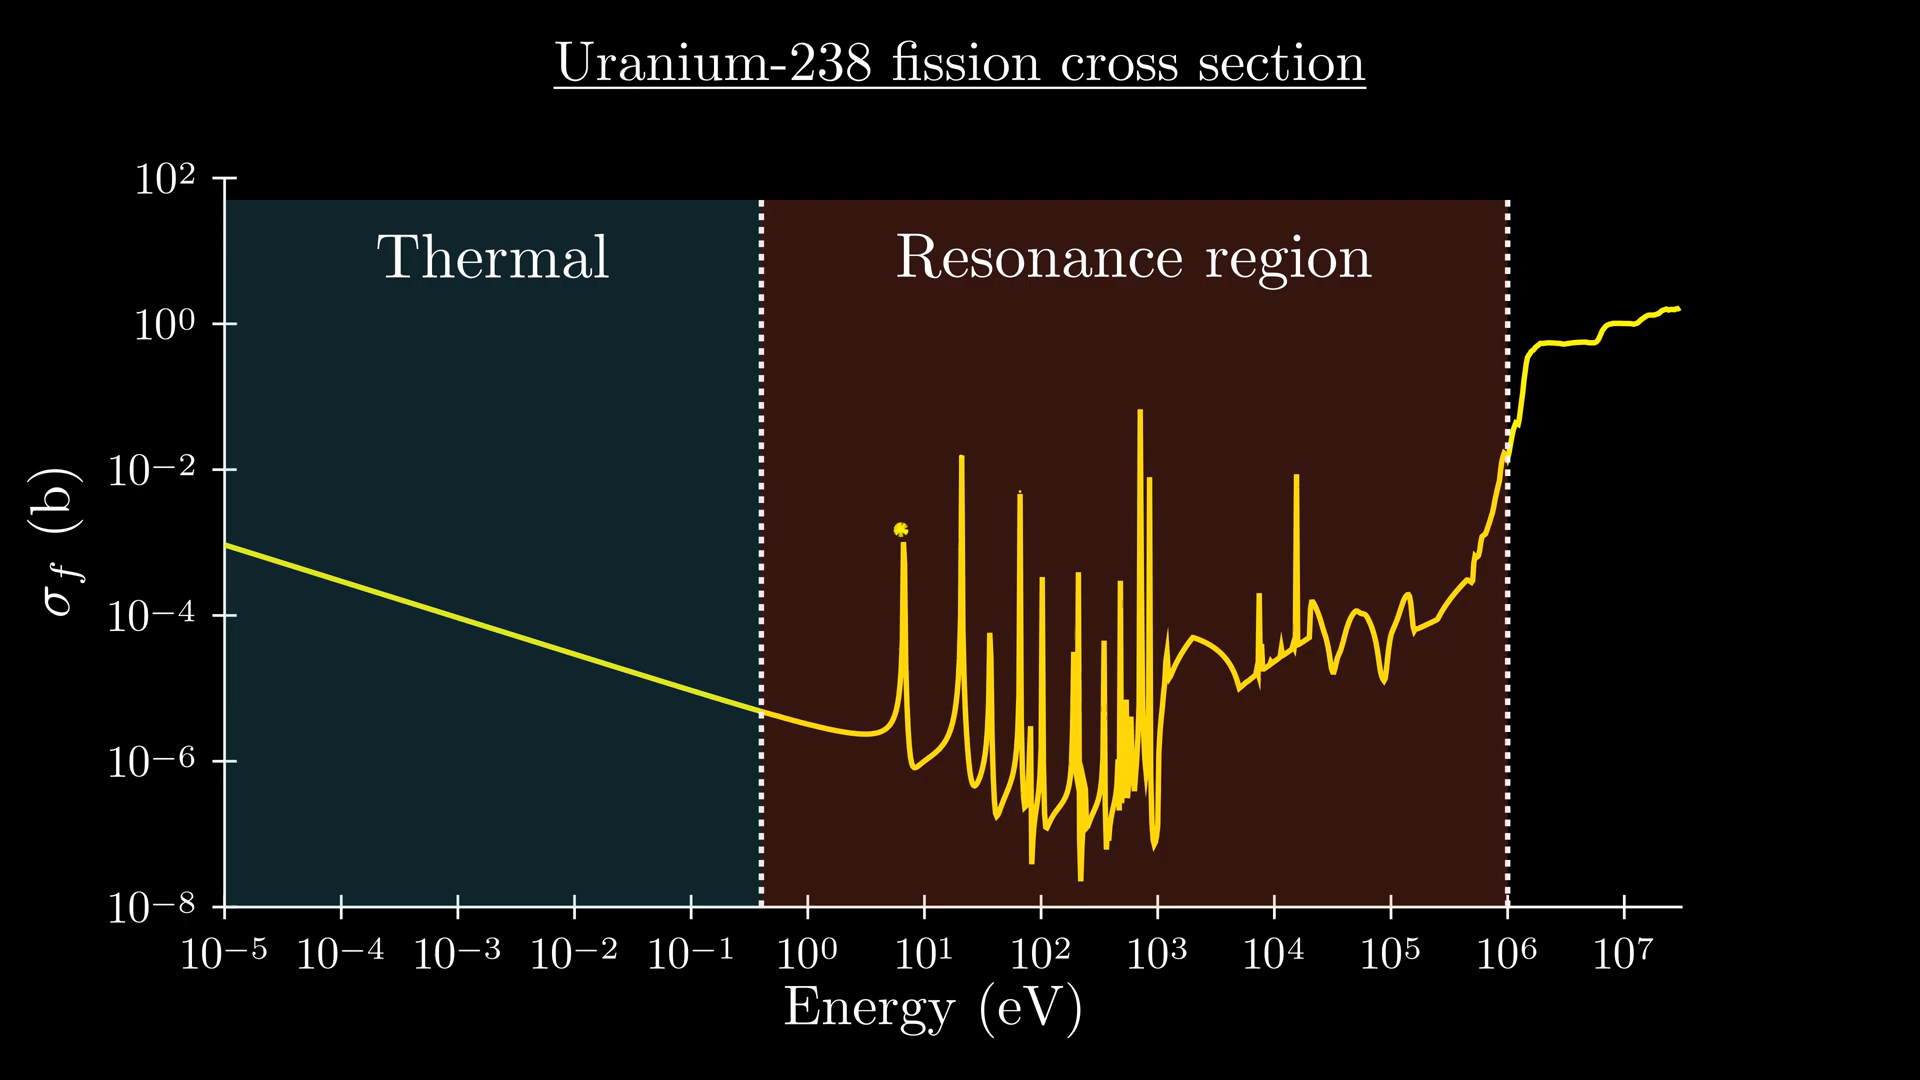 Uranium-238 fission cross section
10²
Thermal
Resonance region
10⁰
10⁻²
σ_f (b)
10⁻⁴
10⁻⁶
10⁻⁸
10⁻⁵ 10⁻⁴ 10⁻³ 10⁻² 10⁻¹ 10⁰ 10¹ 10² 10³ 10⁴ 10⁵ 10⁶ 10⁷
Energy (eV)